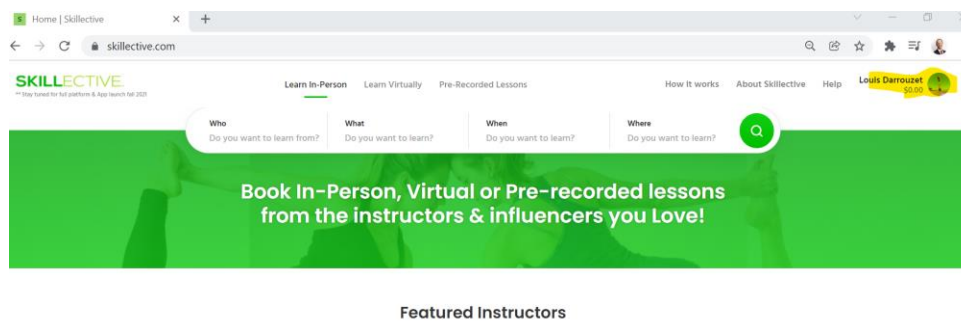 Home | Skillective
skillective.com
SKILLECTIVE
** Stay tuned for full platform & App launch fall 2021
Learn In-Person Learn Virtually Pre-Recorded Lessons
How It works About Skillective Help
Louis Darrouzet
$0.00
Who What When Where
Do you want to learn from? Do you want to learn? Do you want to learn? Do you want to learn?
Book In-Person, Virtual or Pre-recorded lessons
from the instructors & influencers you Love!
Featured Instructors